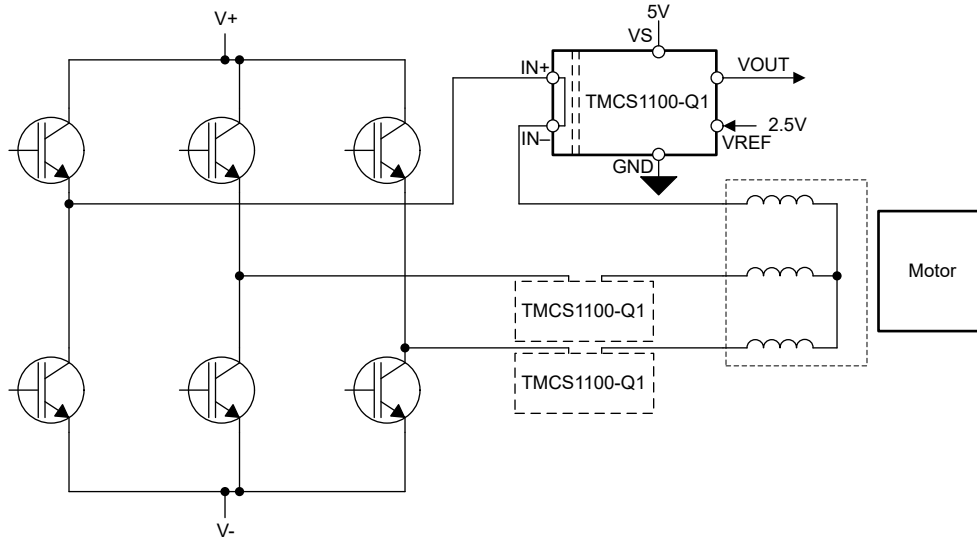 V+
5V
VS
IN+
VOUT
TMCS1100-Q1
2.5V
IN–
VREF
GND
Motor
TMCS1100-Q1
TMCS1100-Q1
V-